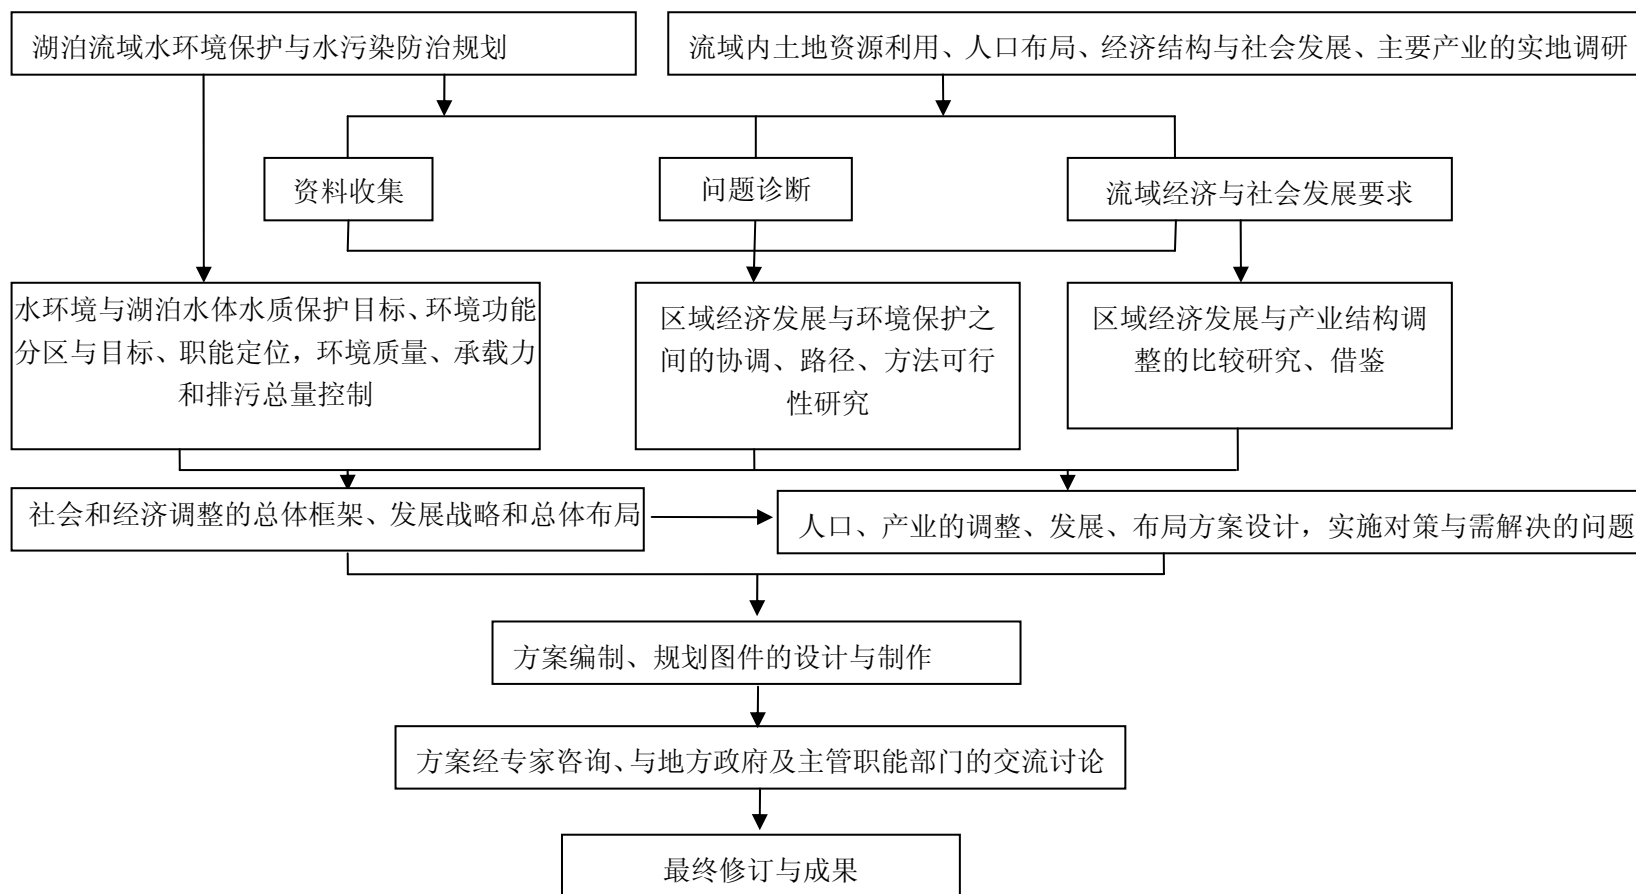 湖泊流域水环境保护与水污染防治规划
流域内土地资源利用、人口布局、经济结构与社会发展、主要产业的实地调研
资料收集
问题诊断
流域经济与社会发展要求
水环境与湖泊水体水质保护目标、环境功能
分区与目标、职能定位，环境质量、承载力
和排污总量控制
区域经济发展与环境保护之
间的协调、路径、方法可行
性研究
区域经济发展与产业结构调
整的比较研究、借鉴
社会和经济调整的总体框架、发展战略和总体布局
人口、产业的调整、发展、布局方案设计，实施对策与需解决的问题
方案编制、规划图件的设计与制作
方案经专家咨询、与地方政府及主管职能部门的交流讨论
最终修订与成果